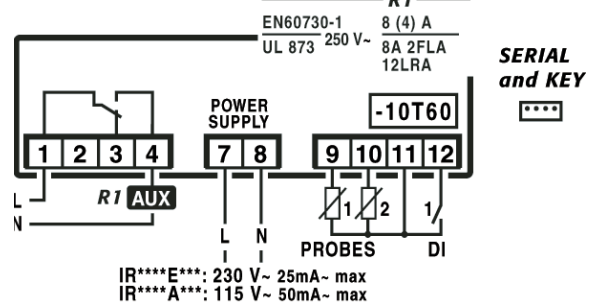 R1
EN60730-1
UL 873
250 V~
8 (4) A
8A 2FLA
12LRA
SERIAL
and KEY
POWER
SUPPLY
-10T60
1 2 3 4
7 8
9 10 11 12
L
N
R1 AUX
1
2
1
L N
PROBES
DI
IR****E***: 230 V~ 25mA~ max
IR****A***: 115 V~ 50mA~ max